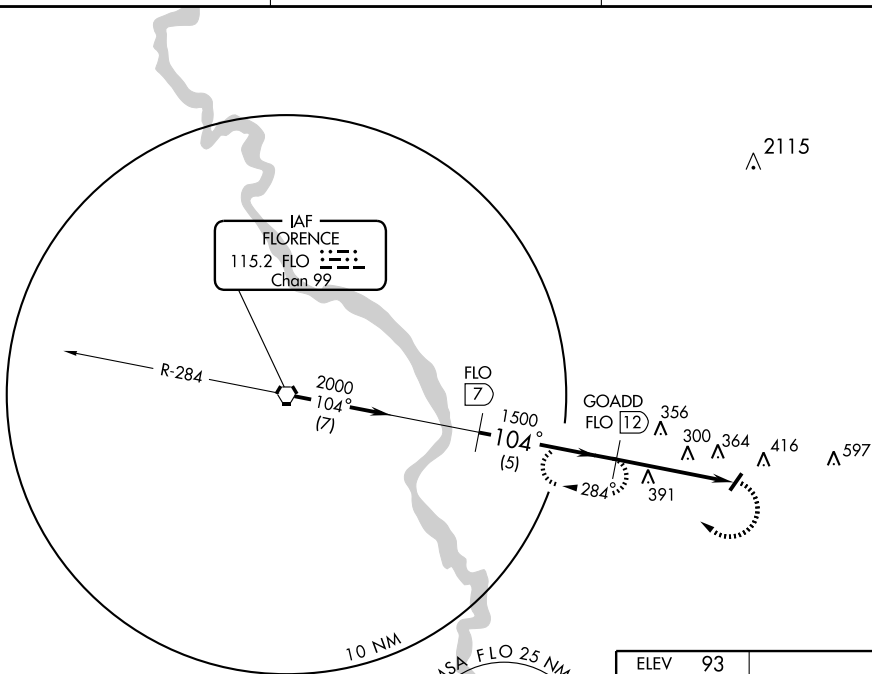 2115
IAF
FLORENCE
115.2 FLO
Chan 99
R-284
2000
104°
(7)
FLO
7
1500
104°
(5)
GOADD
FLO 12
356
300
364
416
597
391
284°
10 NM
MSA FLO 25 NM
ELEV 93